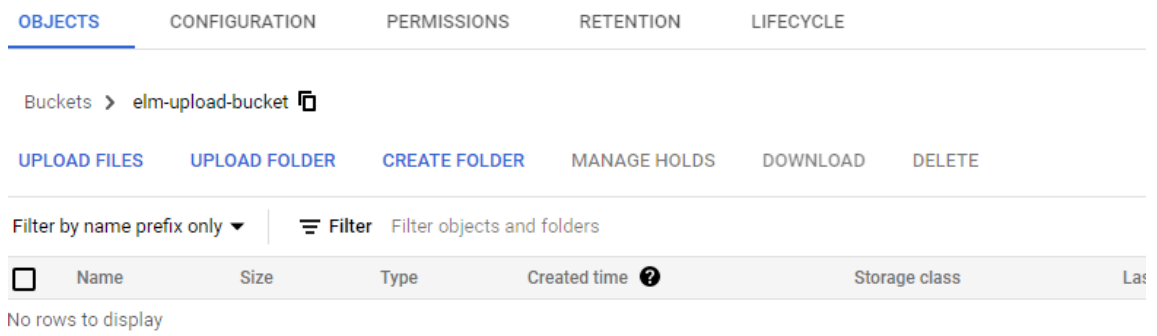 OBJECTS CONFIGURATION PERMISSIONS RETENTION LIFECYCLE
Buckets > elm-upload-bucket
UPLOAD FILES UPLOAD FOLDER CREATE FOLDER MANAGE HOLDS DOWNLOAD DELETE
Filter by name prefix only Filter Filter objects and folders
Name Size Type Created time ? Storage class Las
No rows to display